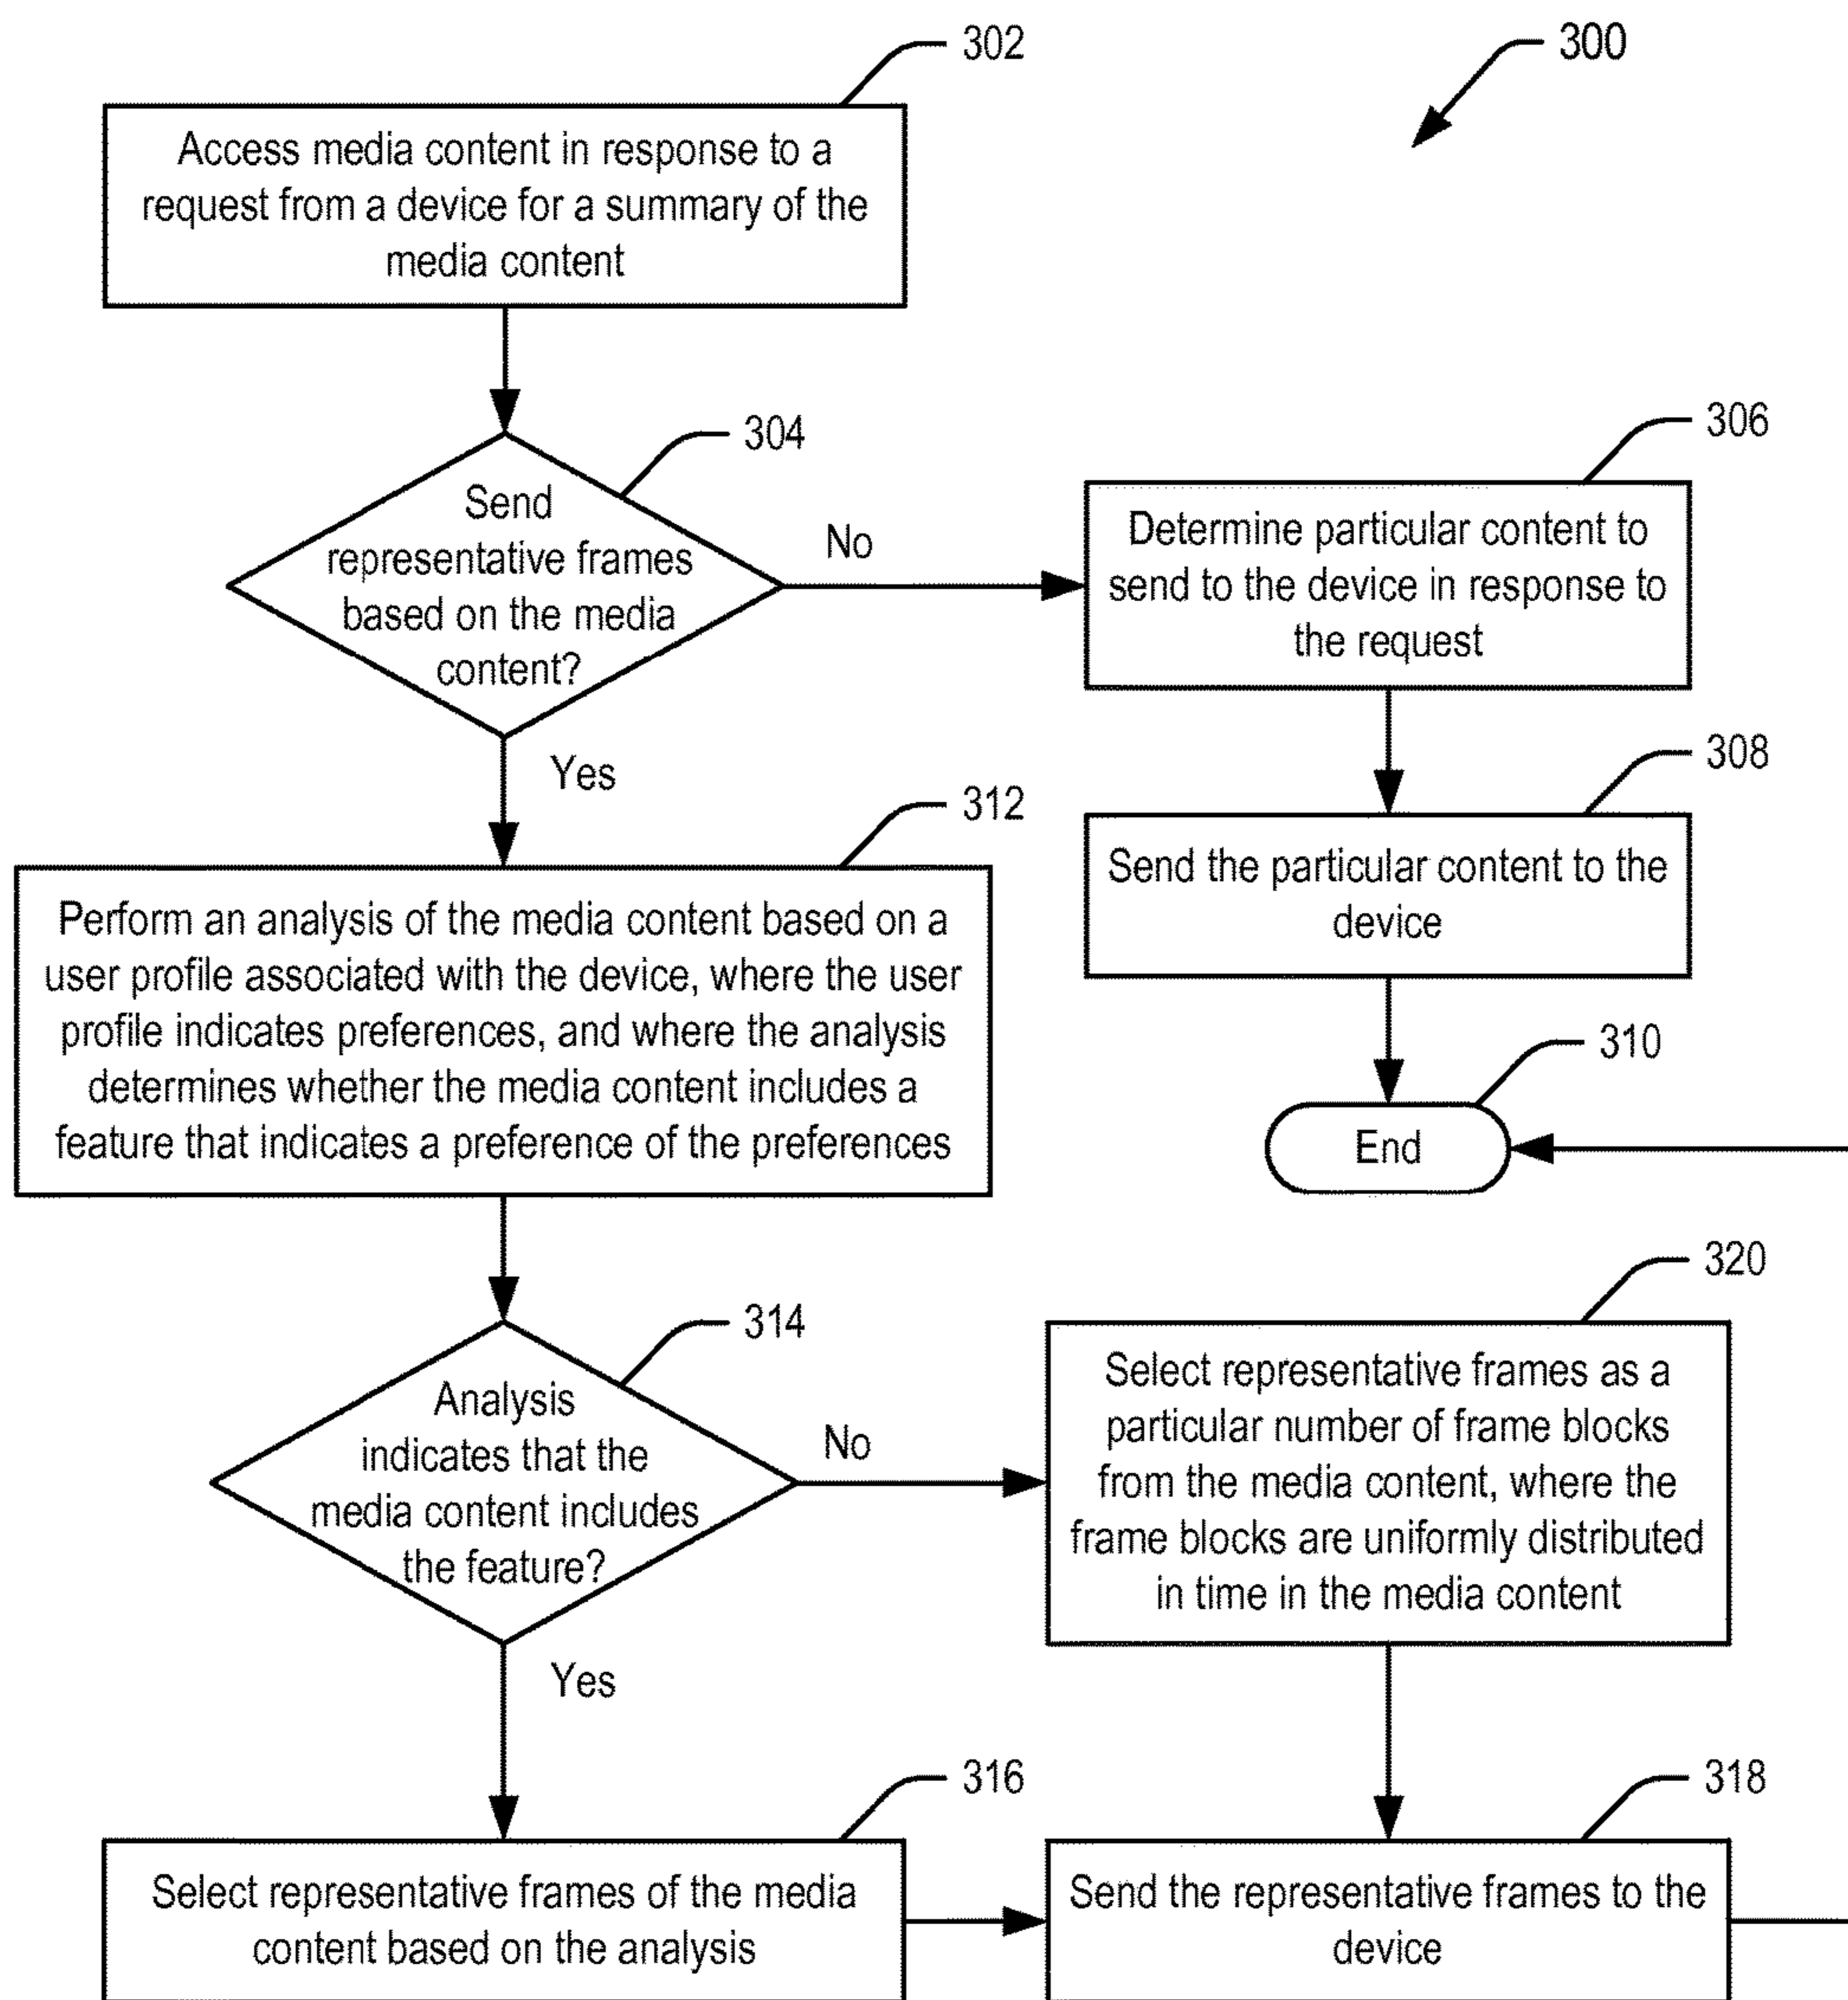 302
300
Access media content in response to a
request from a device for a summary of the
media content
304
Send
representative frames
based on the media
content?
No
Yes
306
Determine particular content to
send to the device in response to
the request
308
Send the particular content to the
device
310
End
312
Perform an analysis of the media content based on a
user profile associated with the device, where the user
profile indicates preferences, and where the analysis
determines whether the media content includes a
feature that indicates a preference of the preferences
314
Analysis
indicates that the
media content includes
the feature?
No
Yes
320
Select representative frames as a
particular number of frame blocks
from the media content, where the
frame blocks are uniformly distributed
in time in the media content
316
Select representative frames of the media
content based on the analysis
318
Send the representative frames to the
device